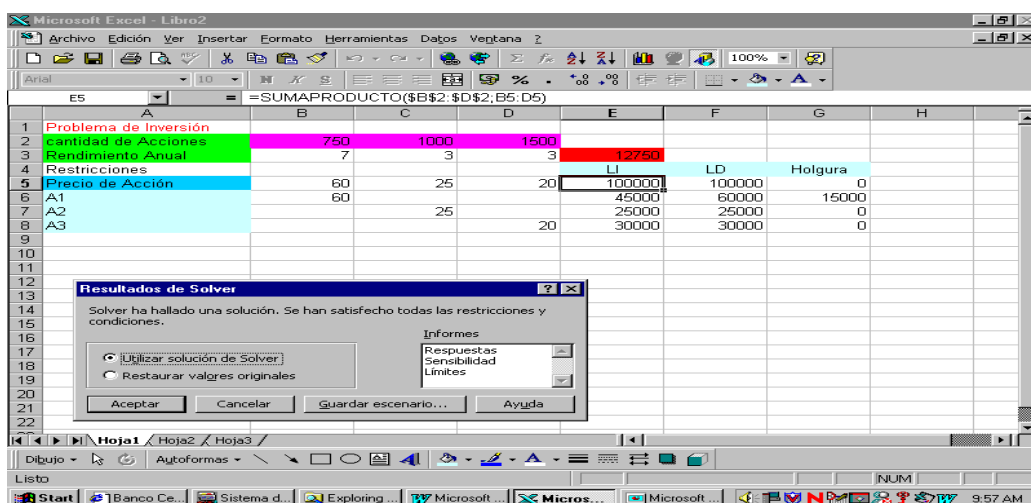 Microsoft Excel - Libro2
Archivo Edición Ver Insertar Formato Herramientas Datos Ventana ?
100%
Arial 10 N K S % .
E5 = =SUMAPRODUCTO($B$2:$D$2;B5:D5)
A B C D E F G H
1 Problema de Inversión
2 cantidad de Acciones 750 1000 1500
3 Rendimiento Anual 7 3 3 12750
4 Restricciones LI LD Holgura
5 Precio de Acción 60 25 20 100000 100000 0
6 A1 60 45000 60000 15000
7 A2 25 25000 25000 0
8 A3 20 30000 30000 0
9
10
11
12
13
14
15
16
17
18
19
20
21
22
Resultados de Solver
Solver ha hallado una solución. Se han satisfecho todas las restricciones y
condiciones.
Informes
Utilizar solución de Solver
Restaurar valores originales
Respuestas
Sensibilidad
Límites
Aceptar Cancelar Guardar escenario... Ayuda
Hoja1 Hoja2 Hoja3
Dibujo Autoformas
Listo NUM
Start Banco Ce... Sistema d... Exploring ... Microsoft ... Micros... Microsoft ... 9:57 AM